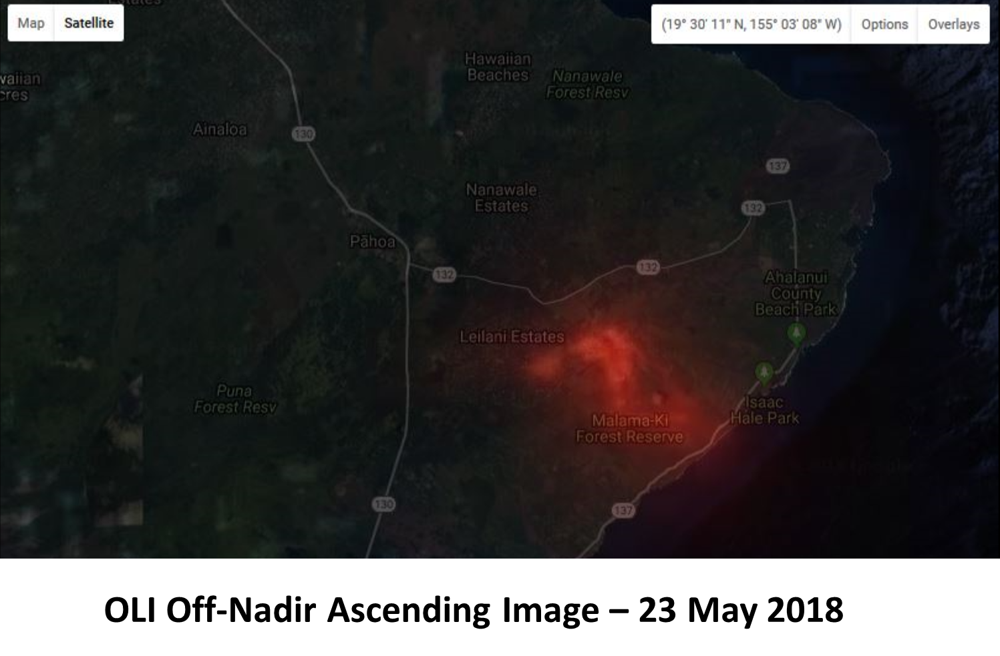 Estates
Map
Satellite
(19° 30' 11" N, 155° 03' 08" W)
Options
Overlays
Hawaiian
Beaches
Nanawale
Forest Resv
waiian
cres
Ainaloa
130
137
Nanawale
Estates
132
Pāhoa
132
132
Ahalanui
County
Beach Park
Leilani Estates
Puna
Forest Resv
Isaac
Hale Park
Malama-Ki
Forest Reserve
130
137
OLI Off-Nadir Ascending Image – 23 May 2018